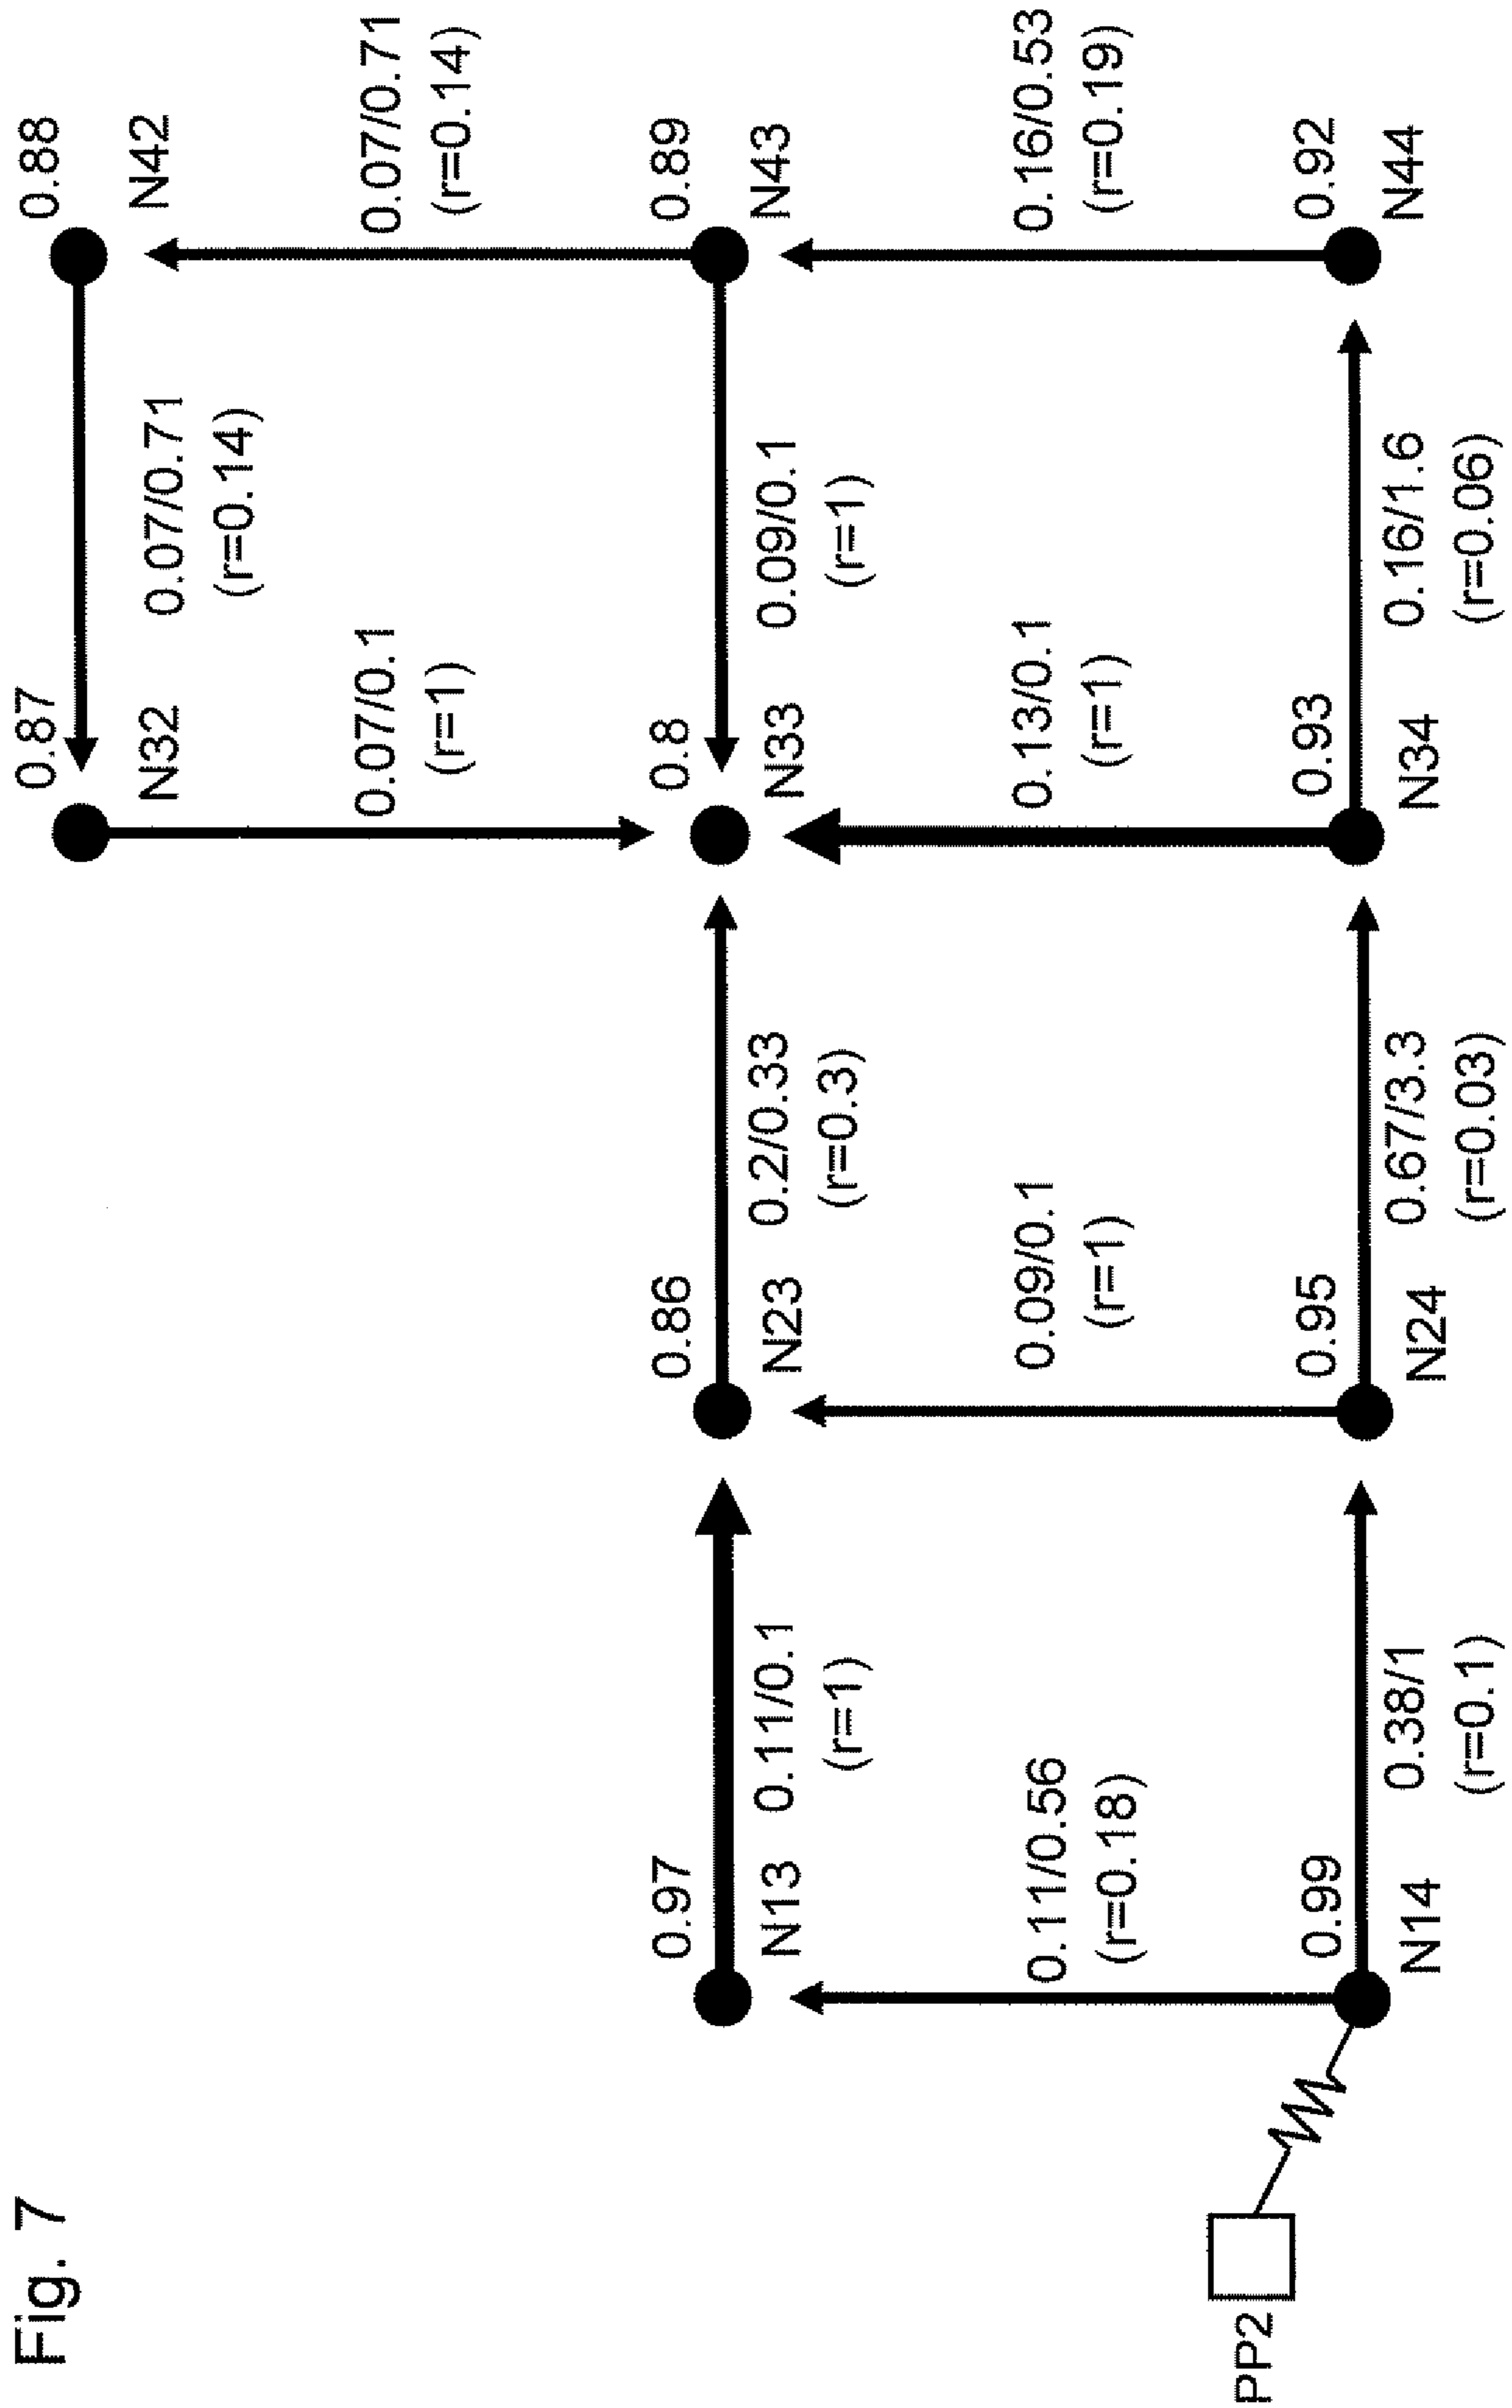 Fig. 7
0.87
N32
0.07/0.71
(r=0.14)
0.88
N42
0.07/0.1
(r=1)
0.07/0.71
(r=0.14)
0.97
N13
0.11/0.1
(r=1)
0.86
N23
0.2/0.33
(r=0.3)
0.8
N33
0.09/0.1
(r=1)
0.89
N43
0.11/0.56
(r=0.18)
0.09/0.1
(r=1)
0.13/0.1
(r=1)
0.16/0.53
(r=0.19)
PP2
0.99
N14
0.38/1
(r=0.1)
0.95
N24
0.67/3.3
(r=0.03)
0.93
N34
0.16/1.6
(r=0.06)
0.92
N44